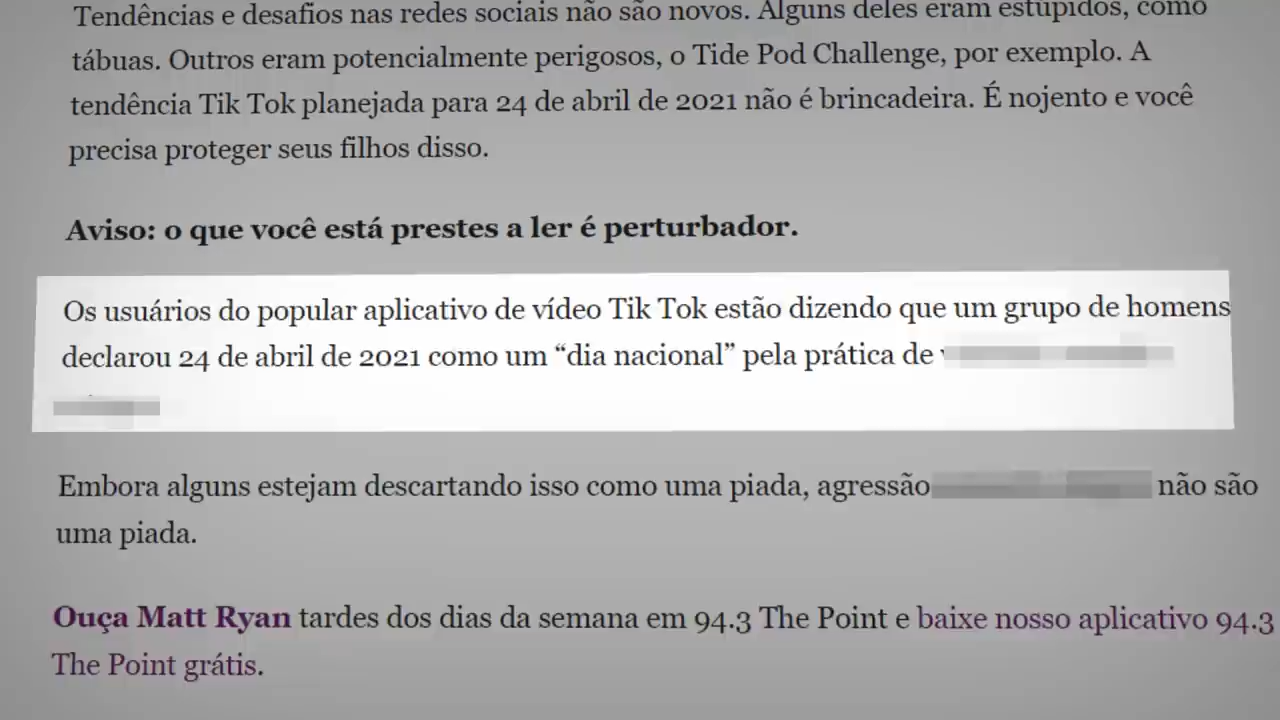 Tendências e desafios nas redes sociais não são novos. Alguns deles eram estúpidos, como
tábuas. Outros eram potencialmente perigosos, o Tide Pod Challenge, por exemplo. A
tendência Tik Tok planejada para 24 de abril de 2021 não é brincadeira. É nojento e você
precisa proteger seus filhos disso.
Aviso: o que você está prestes a ler é perturbador.
Os usuários do popular aplicativo de vídeo Tik Tok estão dizendo que um grupo de homens
declarou 24 de abril de 2021 como um “dia nacional” pela prática de
Embora alguns estejam descartando isso como uma piada, agressão não são
uma piada.
Ouça Matt Ryan tardes dos dias da semana em 94.3 The Point e baixe nosso aplicativo 94.3
The Point grátis.